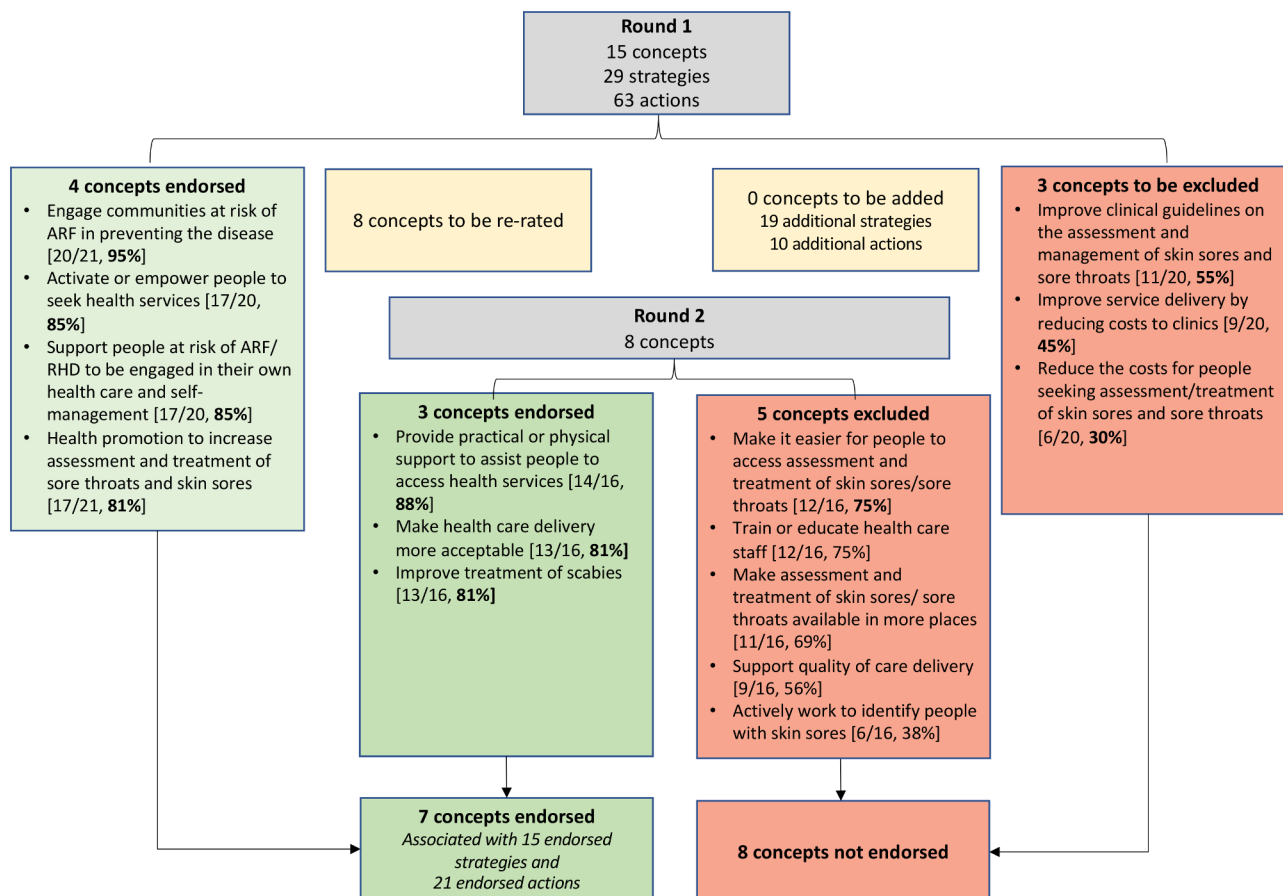 Round 1
15 concepts
29 strategies
63 actions
4 concepts endorsed
• Engage communities at risk of
ARF in preventing the disease
[20/21, 95%]
• Activate or empower people to
seek health services [17/20,
85%]
• Support people at risk of ARF/
RHD to be engaged in their own
health care and self-
management [17/20, 85%]
• Health promotion to increase
assessment and treatment of
sore throats and skin sores
[17/21, 81%]
8 concepts to be re-rated
0 concepts to be added
19 additional strategies
10 additional actions
3 concepts to be excluded
• Improve clinical guidelines on
the assessment and
management of skin sores and
sore throats [11/20, 55%]
• Improve service delivery by
reducing costs to clinics [9/20,
45%]
• Reduce the costs for people
seeking assessment/treatment
of skin sores and sore throats
[6/20, 30%]
Round 2
8 concepts
3 concepts endorsed
• Provide practical or physical
support to assist people to
access health services [14/16,
88%]
• Make health care delivery
more acceptable [13/16, 81%]
• Improve treatment of scabies
[13/16, 81%]
5 concepts excluded
• Make it easier for people to
access assessment and
treatment of skin sores/sore
throats [12/16, 75%]
• Train or educate health care
staff [12/16, 75%]
• Make assessment and
treatment of skin sores/ sore
throats available in more places
[11/16, 69%]
• Support quality of care delivery
[9/16, 56%]
• Actively work to identify people
with skin sores [6/16, 38%]
7 concepts endorsed
Associated with 15 endorsed
strategies and
21 endorsed actions
8 concepts not endorsed